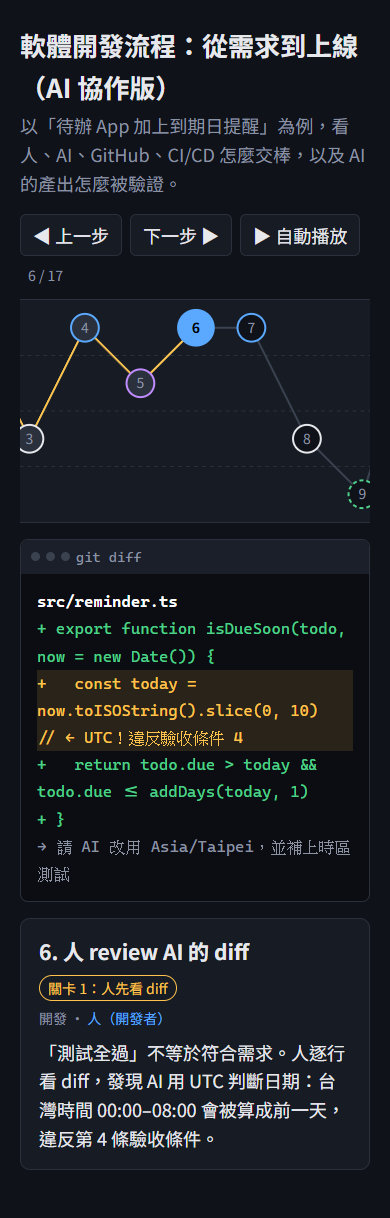 軟體開發流程：從需求到上線
（AI 協作版）
以「待辦 App 加上到期日提醒」為例，看
人、AI、GitHub、CI/CD 怎麼交棒，以及 AI
的產出怎麼被驗證。
◀ 上一步 下一步 ▶ ▶ 自動播放
6 / 17
4 6 7
5
3 8
9
git diff
src/reminder.ts
+ export function isDueSoon(todo,
now = new Date()) {
+   const today =
now.toISOString().slice(0, 10)
// ← UTC！違反驗收條件 4
+   return todo.due > today &&
todo.due ≤ addDays(today, 1)
+ }
→ 請 AI 改用 Asia/Taipei，並補上時區
測試
6. 人 review AI 的 diff
關卡 1：人先看 diff
開發 · 人（開發者）
「測試全過」不等於符合需求。人逐行
看 diff，發現 AI 用 UTC 判斷日期：台
灣時間 00:00–08:00 會被算成前一天，
違反第 4 條驗收條件。